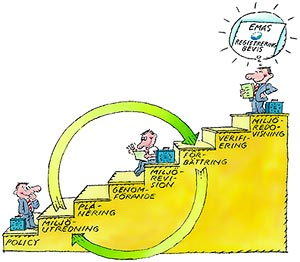 EMAS
REGISTRERING
BEVIS
MILJÖ-
REDO-
VISNING
VERIFI-
ERING
FÖR-
BÄTTRING
MILJÖ-
REVI-
SION
GENOM-
FÖRANDE
PLA-
NERING
MILJÖ-
UTREDNING
POLICY